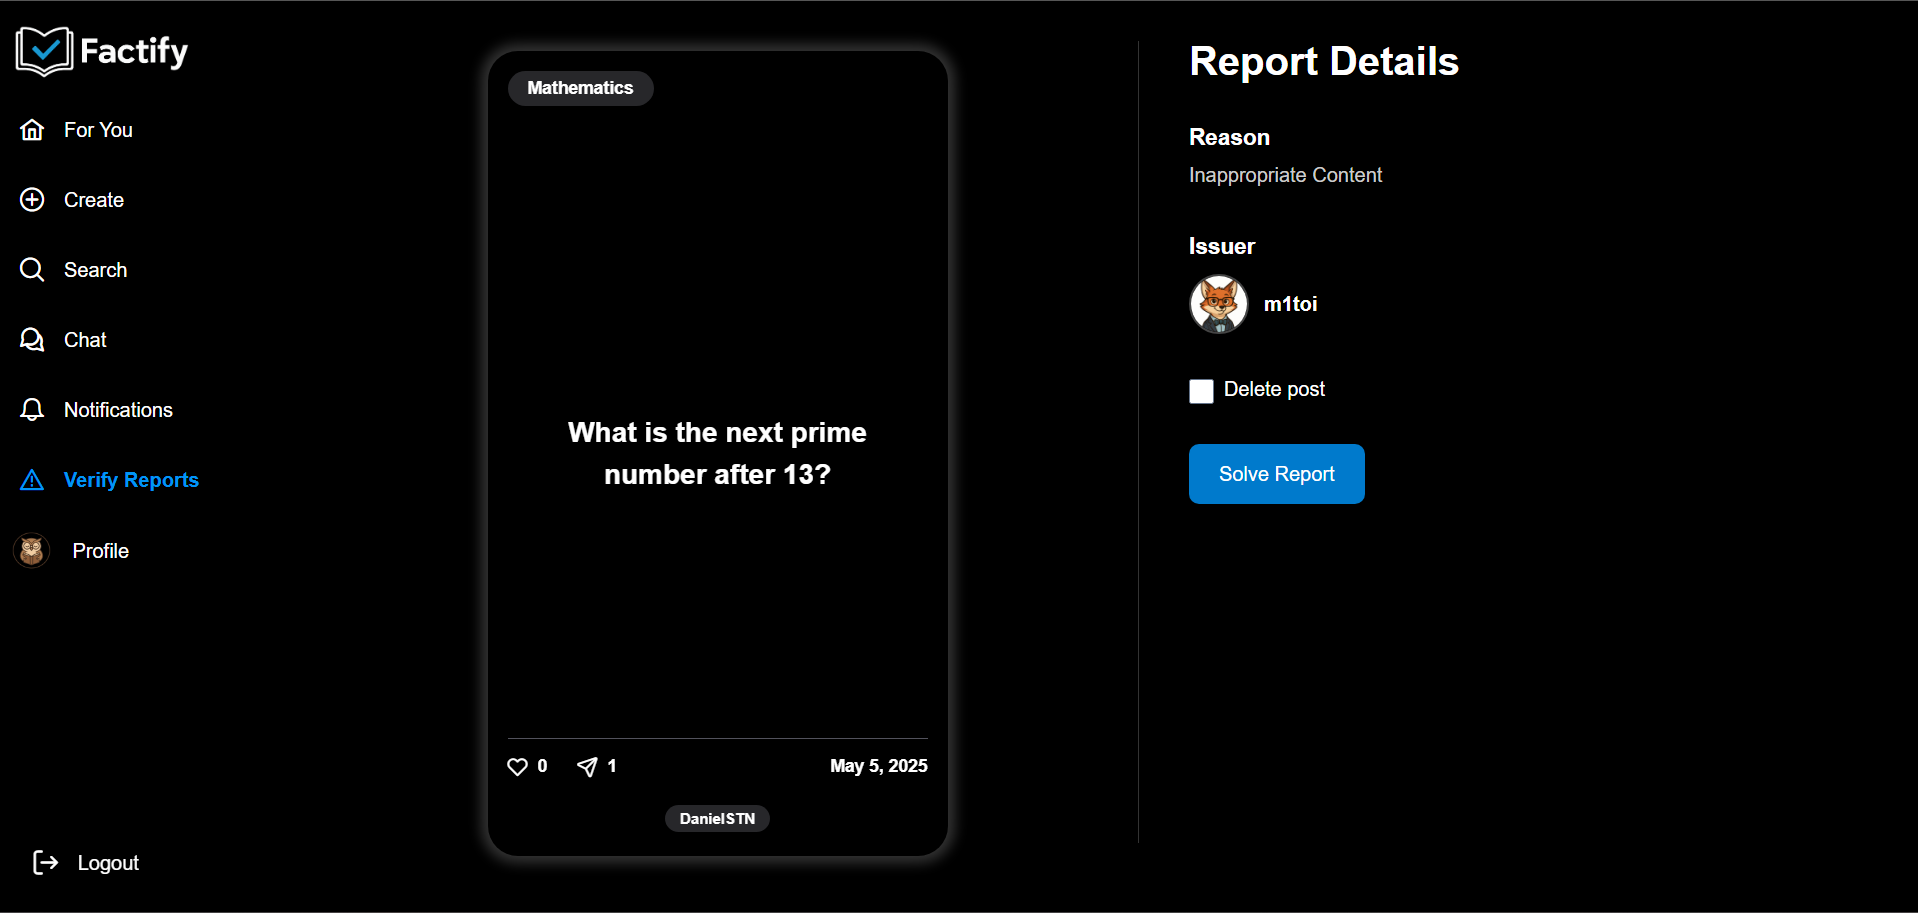 Factify
For You
Create
Search
Chat
Notifications
Verify Reports
Profile
Logout
Mathematics
What is the next prime
number after 13?
0 1 May 5, 2025
DanielSTN
Report Details
Reason
Inappropriate Content
Issuer
m1toi
Delete post
Solve Report